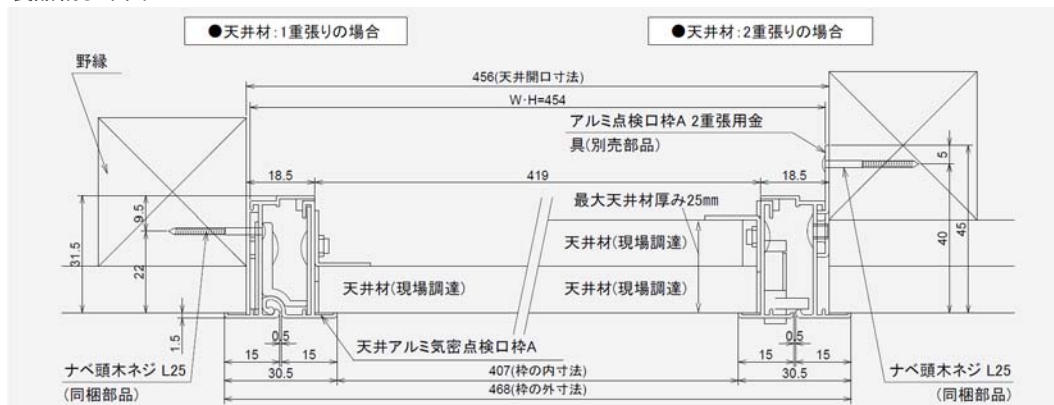 ●天井材:1重張りの場合
●天井材:2重張りの場合
野縁
456(天井開口寸法)
W・H=454
アルミ点検口枠A 2重張用金
具(別売部品)
5
18.5
419
18.5
最大天井材厚み25mm
9.5
31.5
22
40
45
天井材(現場調達)
天井材(現場調達)
天井材(現場調達)
1.5
0.5
0.5
天井アルミ気密点検口枠A
15
15
15
15
ナベ頭木ネジ L25
(同梱部品)
30.5
407(枠の内寸法)
30.5
ナベ頭木ネジ L25
(同梱部品)
468(枠の外寸法)